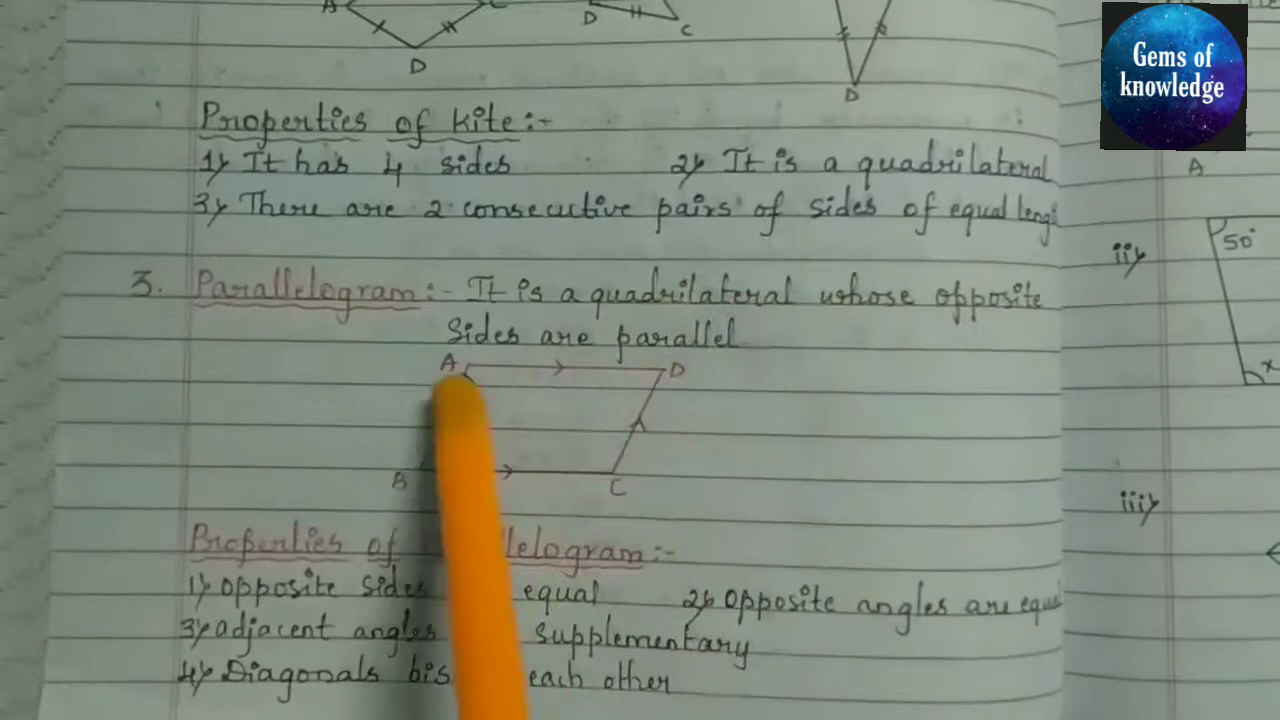 A
D
D
C
D
Gems of
knowledge
Properties of kite:-
1) It has 4 sides 2) It is a quadrilateral
3) There are 2 consecutive pairs of sides of equal
A
ii)
50°
x
3. Parallelogram:- It is a quadrilateral whose opposite
Sides are parallel
A D
B C
iii)
Properties of
1) opposite sides equal 2) opposite angles are
3) adjacent angles supplementary
4) Diagonals each other